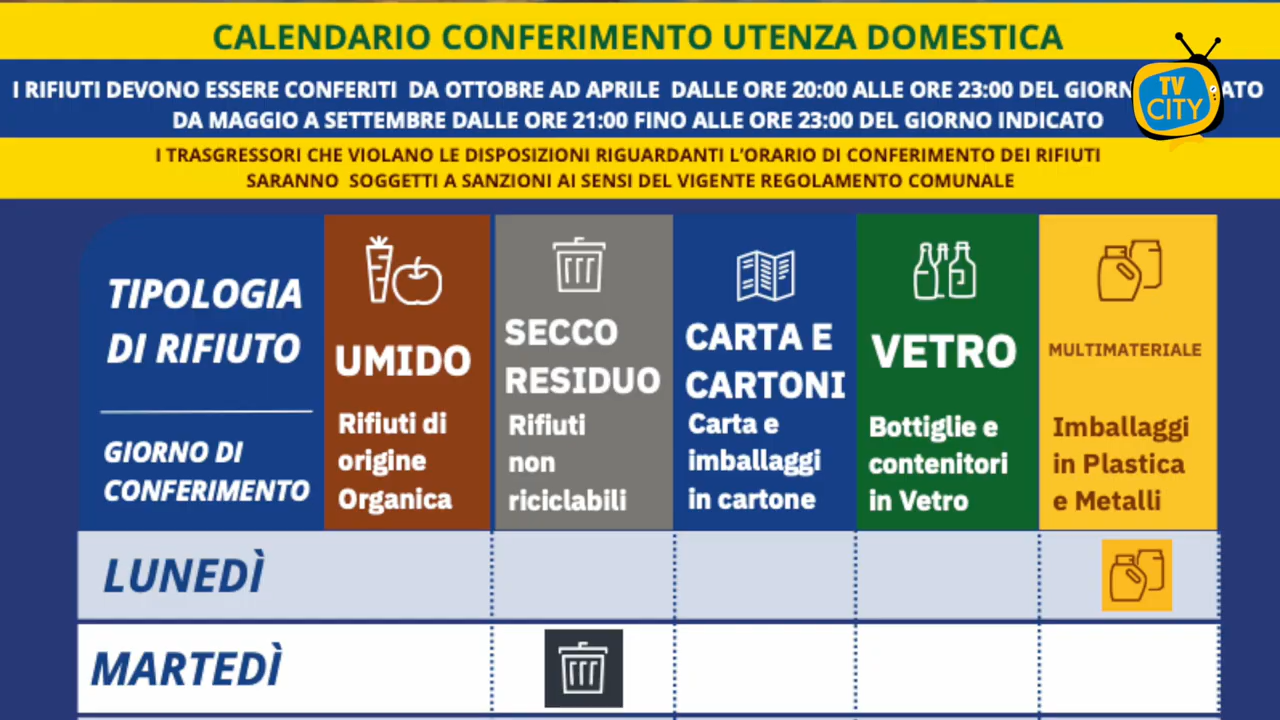 CALENDARIO CONFERIMENTO UTENZA DOMESTICA
I RIFIUTI DEVONO ESSERE CONFERITI DA OTTOBRE AD APRILE DALLE ORE 20:00 ALLE ORE 23:00 DEL
DA MAGGIO A SETTEMBRE DALLE ORE 21:00 FINO ALLE ORE 23:00 DEL GIORNO INDICATO
TV
CITY
I TRASGRESSORI CHE VIOLANO LE DISPOSIZIONI RIGUARDANTI L'ORARIO DI CONFERIMENTO DEI RIFIUTI
SARANNO SOGGETTI A SANZIONI AI SENSI DEL VIGENTE REGOLAMENTO COMUNALE
TIPOLOGIA
DI RIFIUTO
GIORNO DI
CONFERIMENTO
UMIDO
Rifiuti di
origine
Organica
SECCO
RESIDUO
Rifiuti
non
riciclabili
CARTA E
CARTONI
Carta e
imballaggi
in cartone
VETRO
Bottiglie e
contenitori
in Vetro
MULTIMATERIALE
Imballaggi
in Plastica
e Metalli
LUNEDÌ
MARTEDÌ